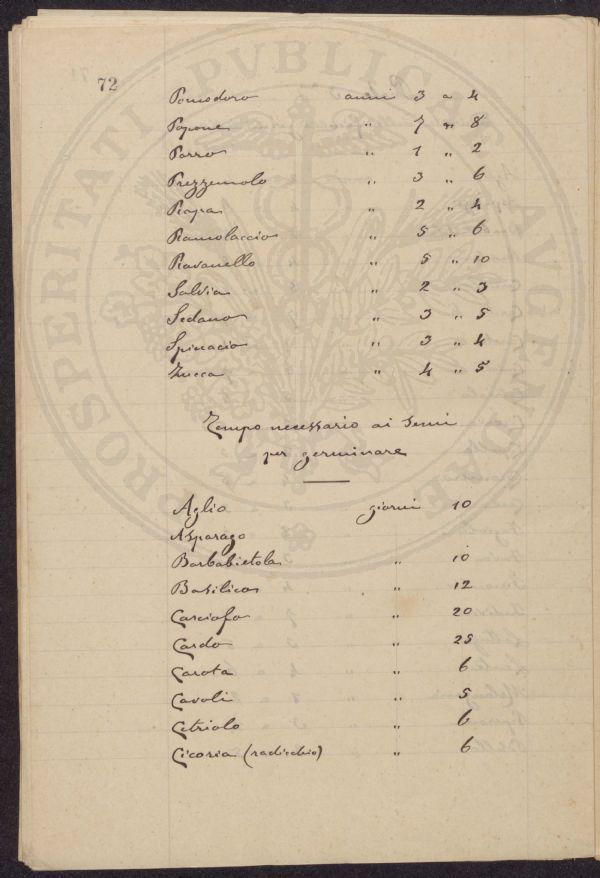 72
Pomodoro anni 3 a 4
Popone " 7 " 8
Porro " 1 " 2
Prezzemolo " 3 " 6
Rapa " 2 " 4
Ramolaccio " 5 " 6
Ravanello " 5 " 10
Salvia " 2 " 3
Sedano " 3 " 5
Spinacio " 3 " 4
Zucca " 4 " 5
Tempo necessario ai semi
per germinare
Aglio giorni 10
Asparago
Barbabietola " 10
Basilico " 12
Carciofo " 20
Cardo " 25
Carota " 6
Cavoli " 5
Cetriolo " 6
Cicoria (radicchio) " 6
PROSPERITATI PVBLICAE AVGENDAE